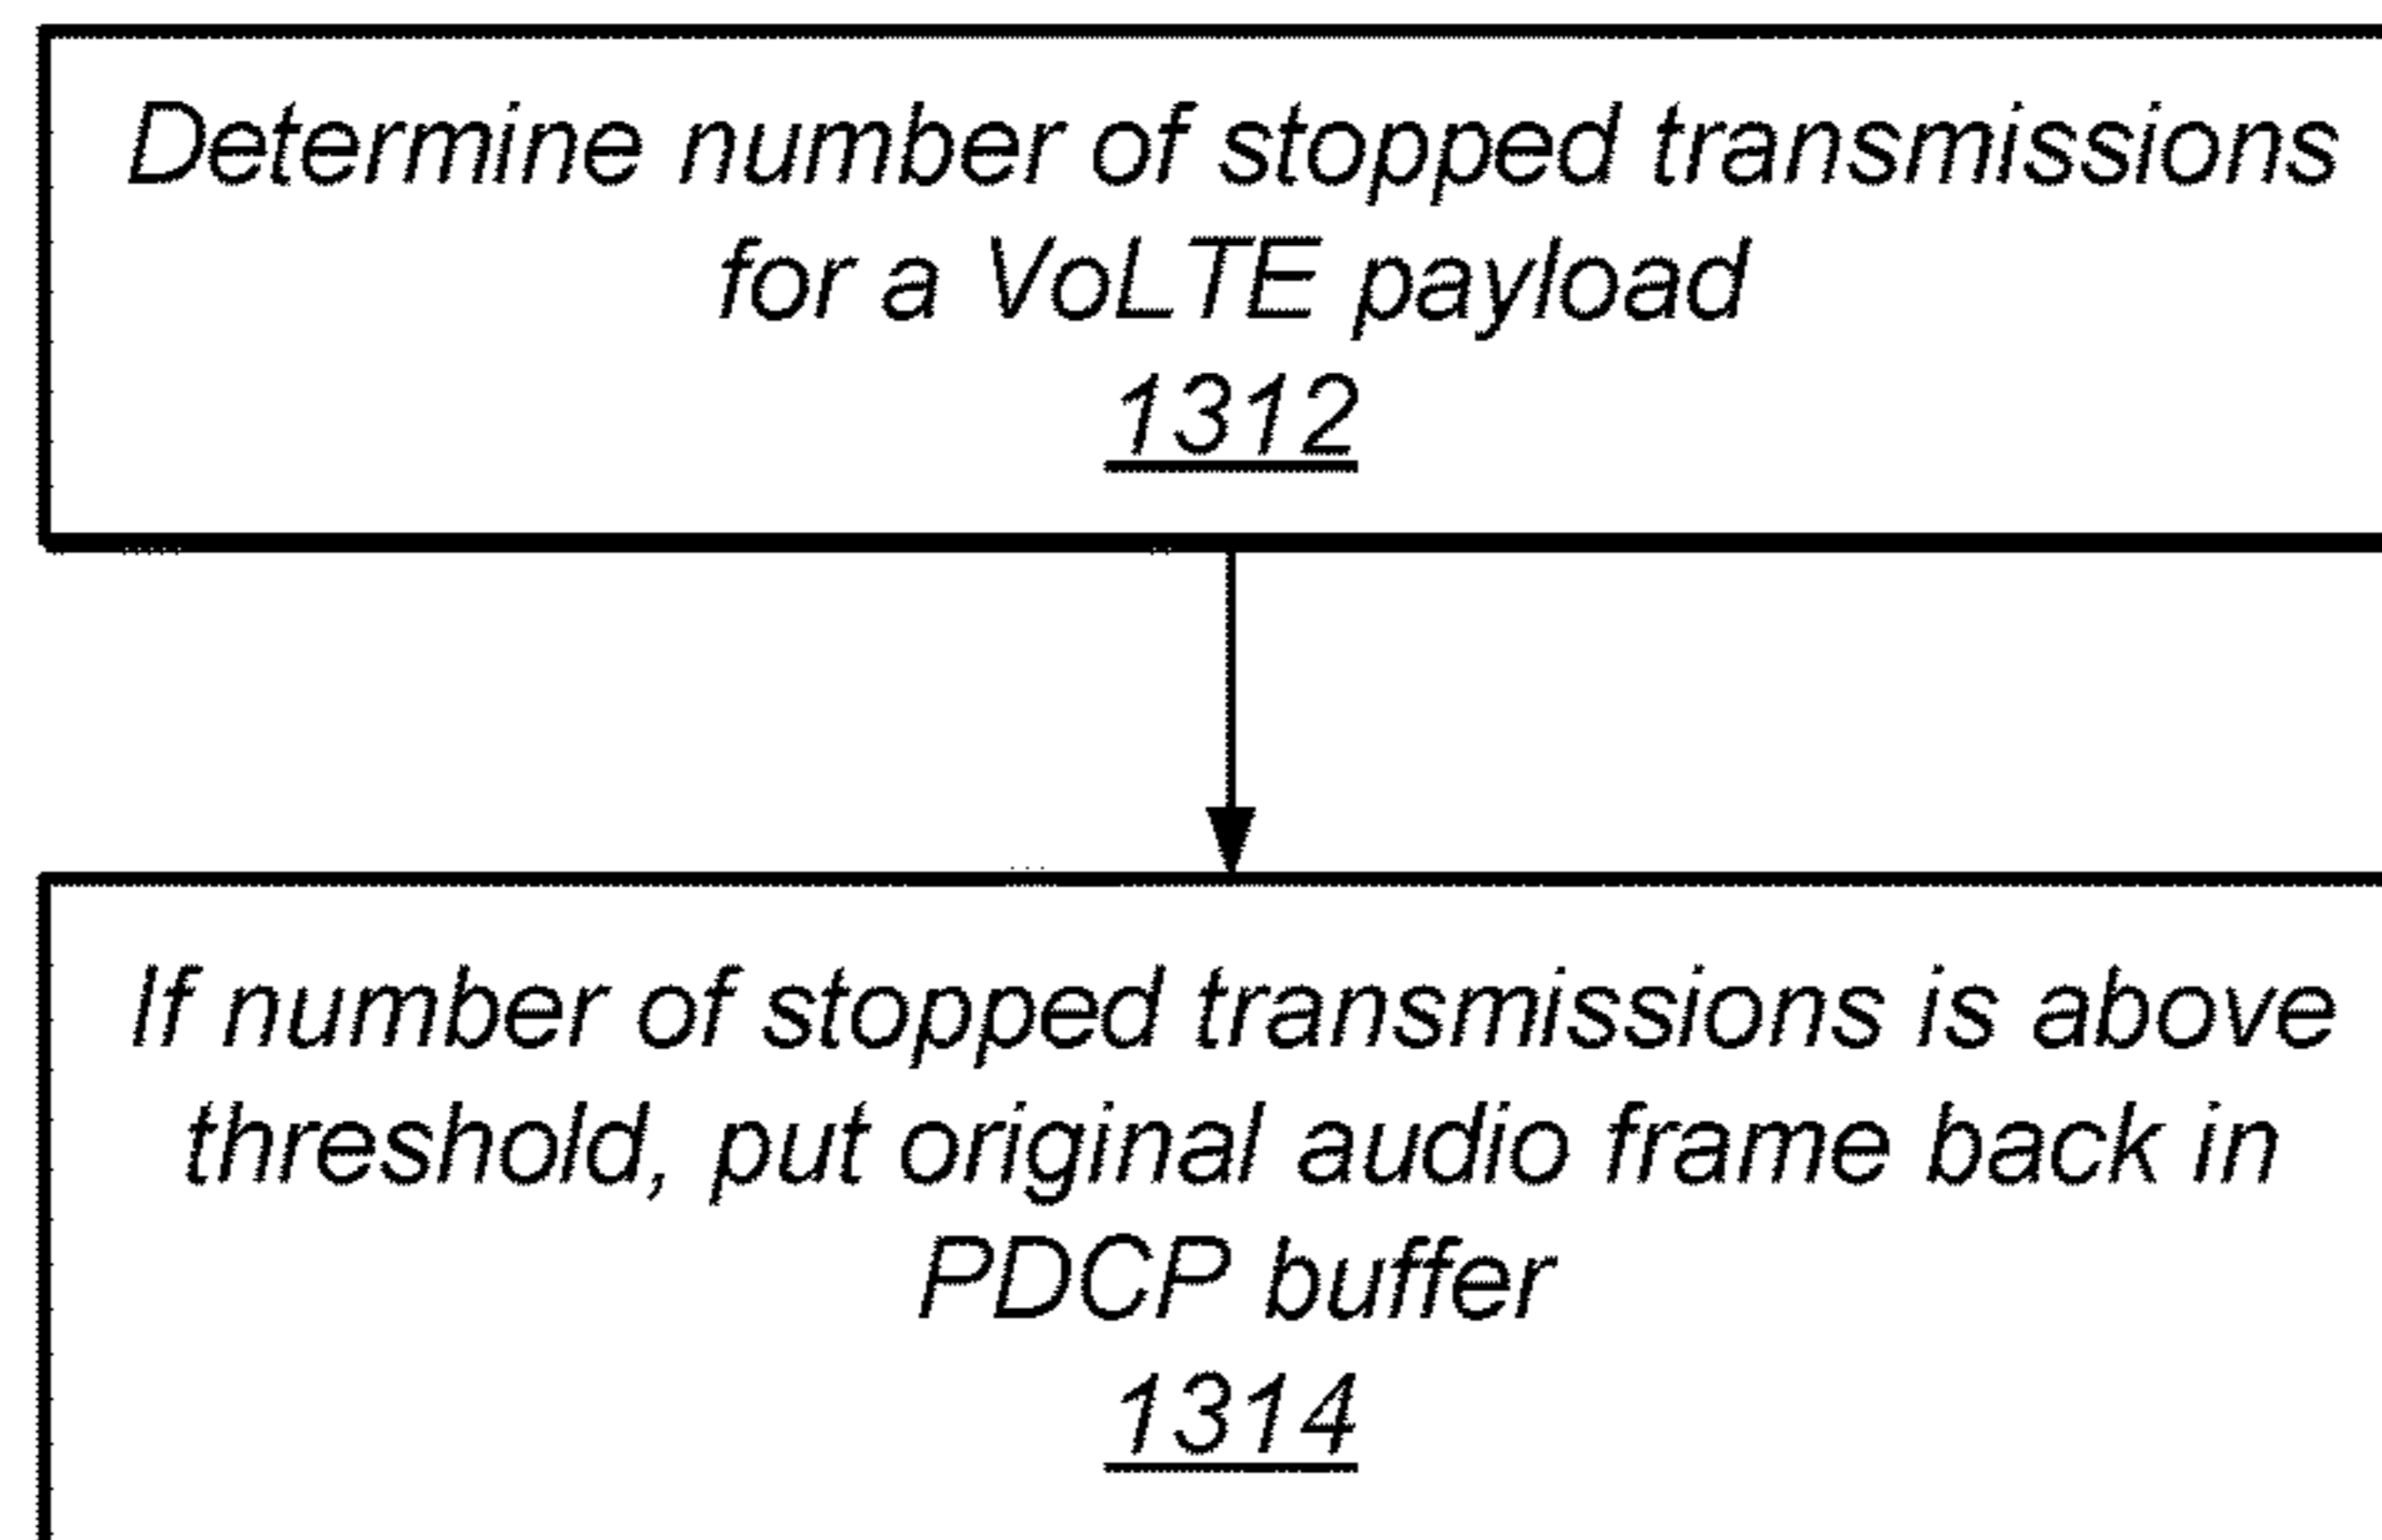 Determine number of stopped transmissions
for a VoLTE payload
1312
If number of stopped transmissions is above
threshold, put original audio frame back in
PDCP buffer
1314